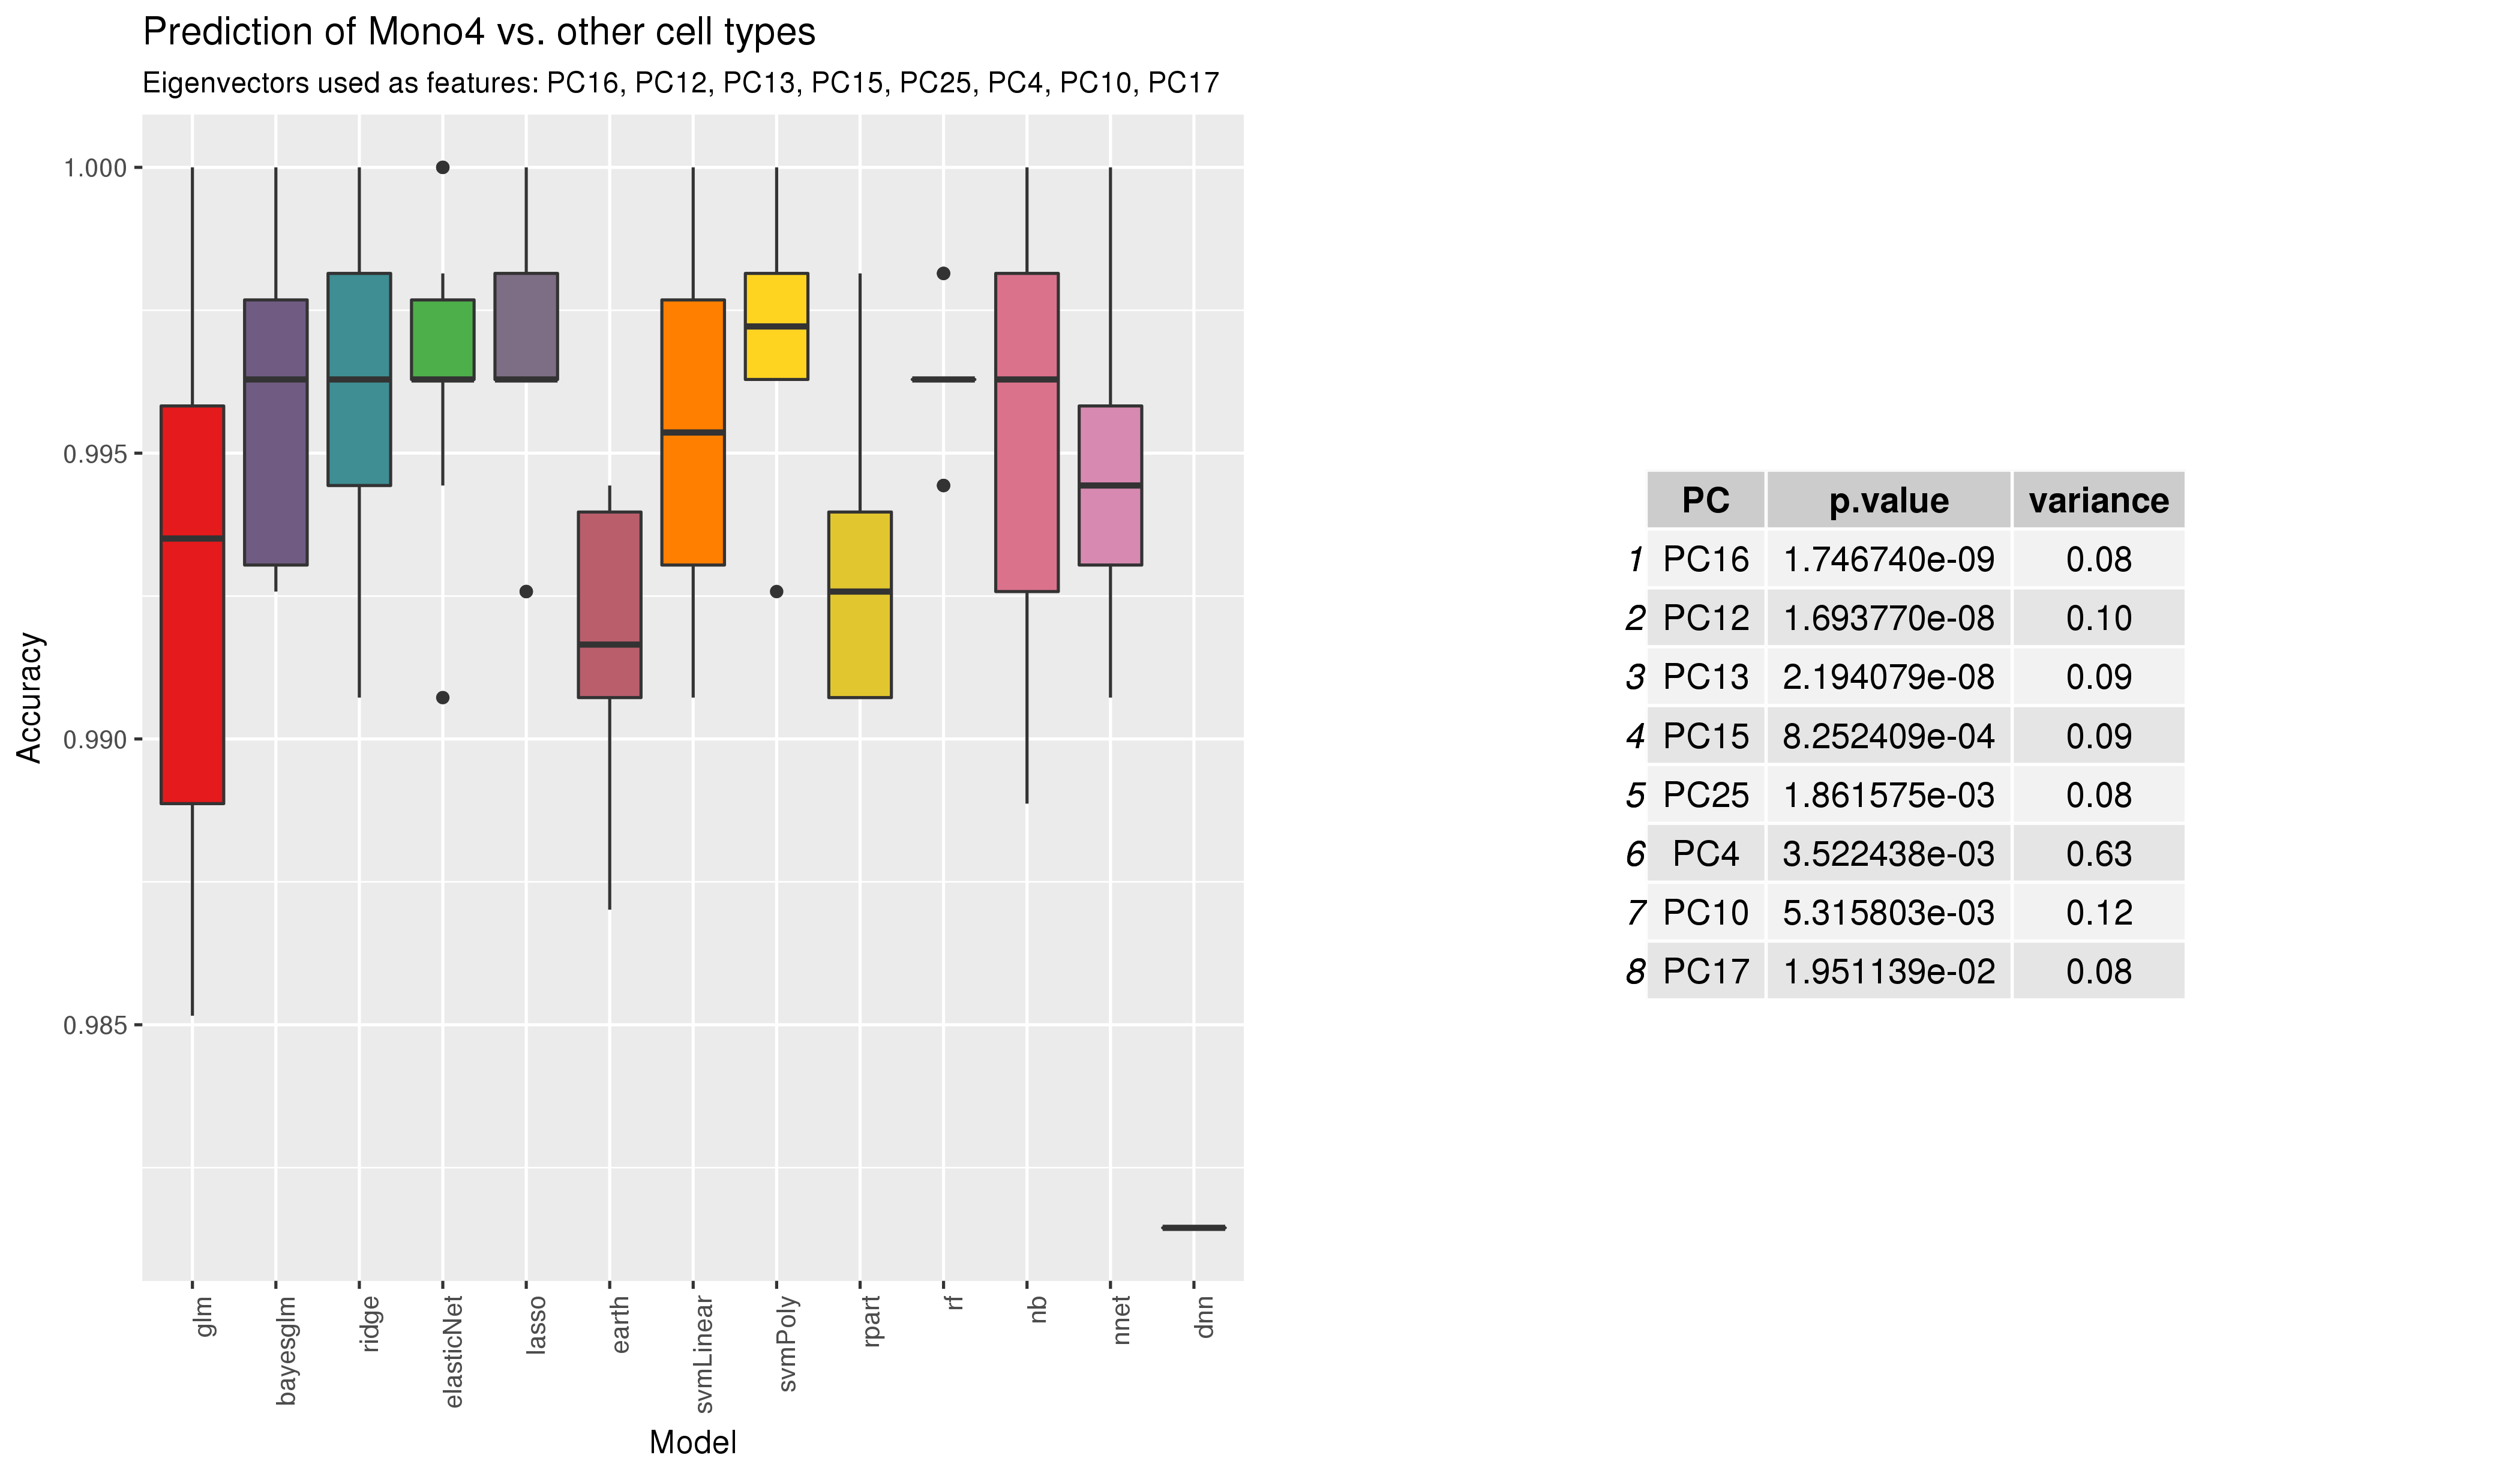 Prediction of Mono4 vs. other cell types
Eigenvectors used as features: PC16, PC12, PC13, PC15, PC25, PC4, PC10, PC17
Accuracy
1.000
0.995
0.990
0.985
glm
bayesglm
ridge
elasticNet
lasso
earth
svmLinear
svmPoly
rpart
rf
nb
nnet
dnn
Model
PC p.value variance
1 PC16 1.746740e-09 0.08
2 PC12 1.693770e-08 0.10
3 PC13 2.194079e-08 0.09
4 PC15 8.252409e-04 0.09
5 PC25 1.861575e-03 0.08
6 PC4 3.522438e-03 0.63
7 PC10 5.315803e-03 0.12
8 PC17 1.951139e-02 0.08